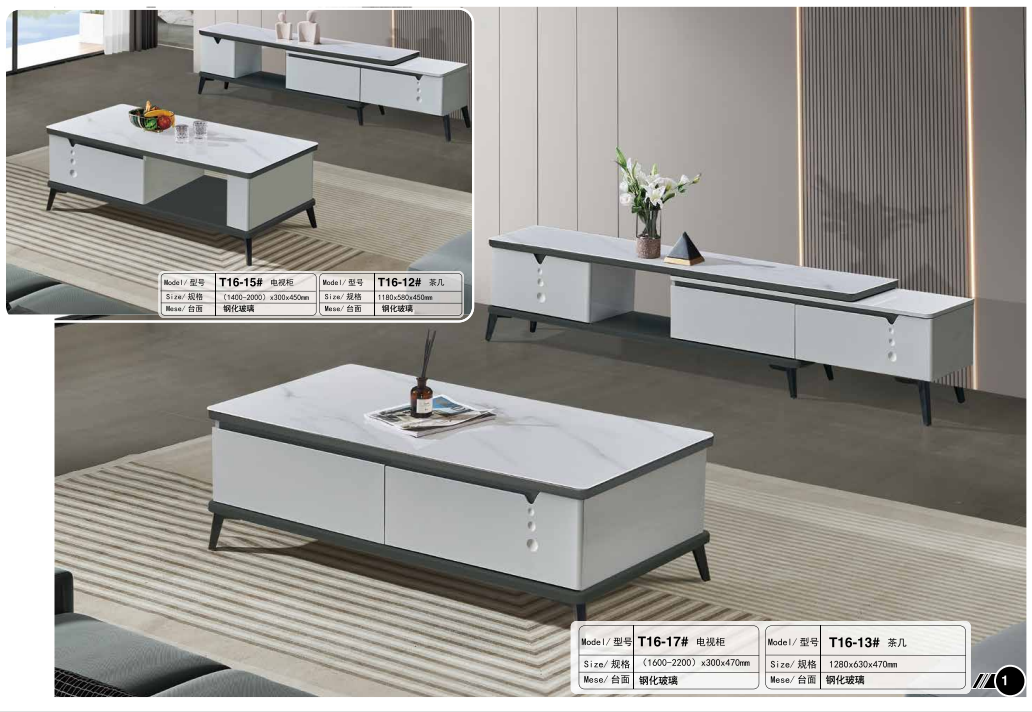 Model/型号 T16-15# 电视柜
Size/规格 （1400-2000）x300x450mm
Mese/台面 钢化玻璃
Model/型号 T16-12# 茶几
Size/规格 1180x580x450mm
Mese/台面 钢化玻璃
Model/型号 T16-17# 电视柜
Size/规格 （1600-2200）x300x470mm
Mese/台面 钢化玻璃
Model/型号 T16-13# 茶几
Size/规格 1280x630x470mm
Mese/台面 钢化玻璃
1